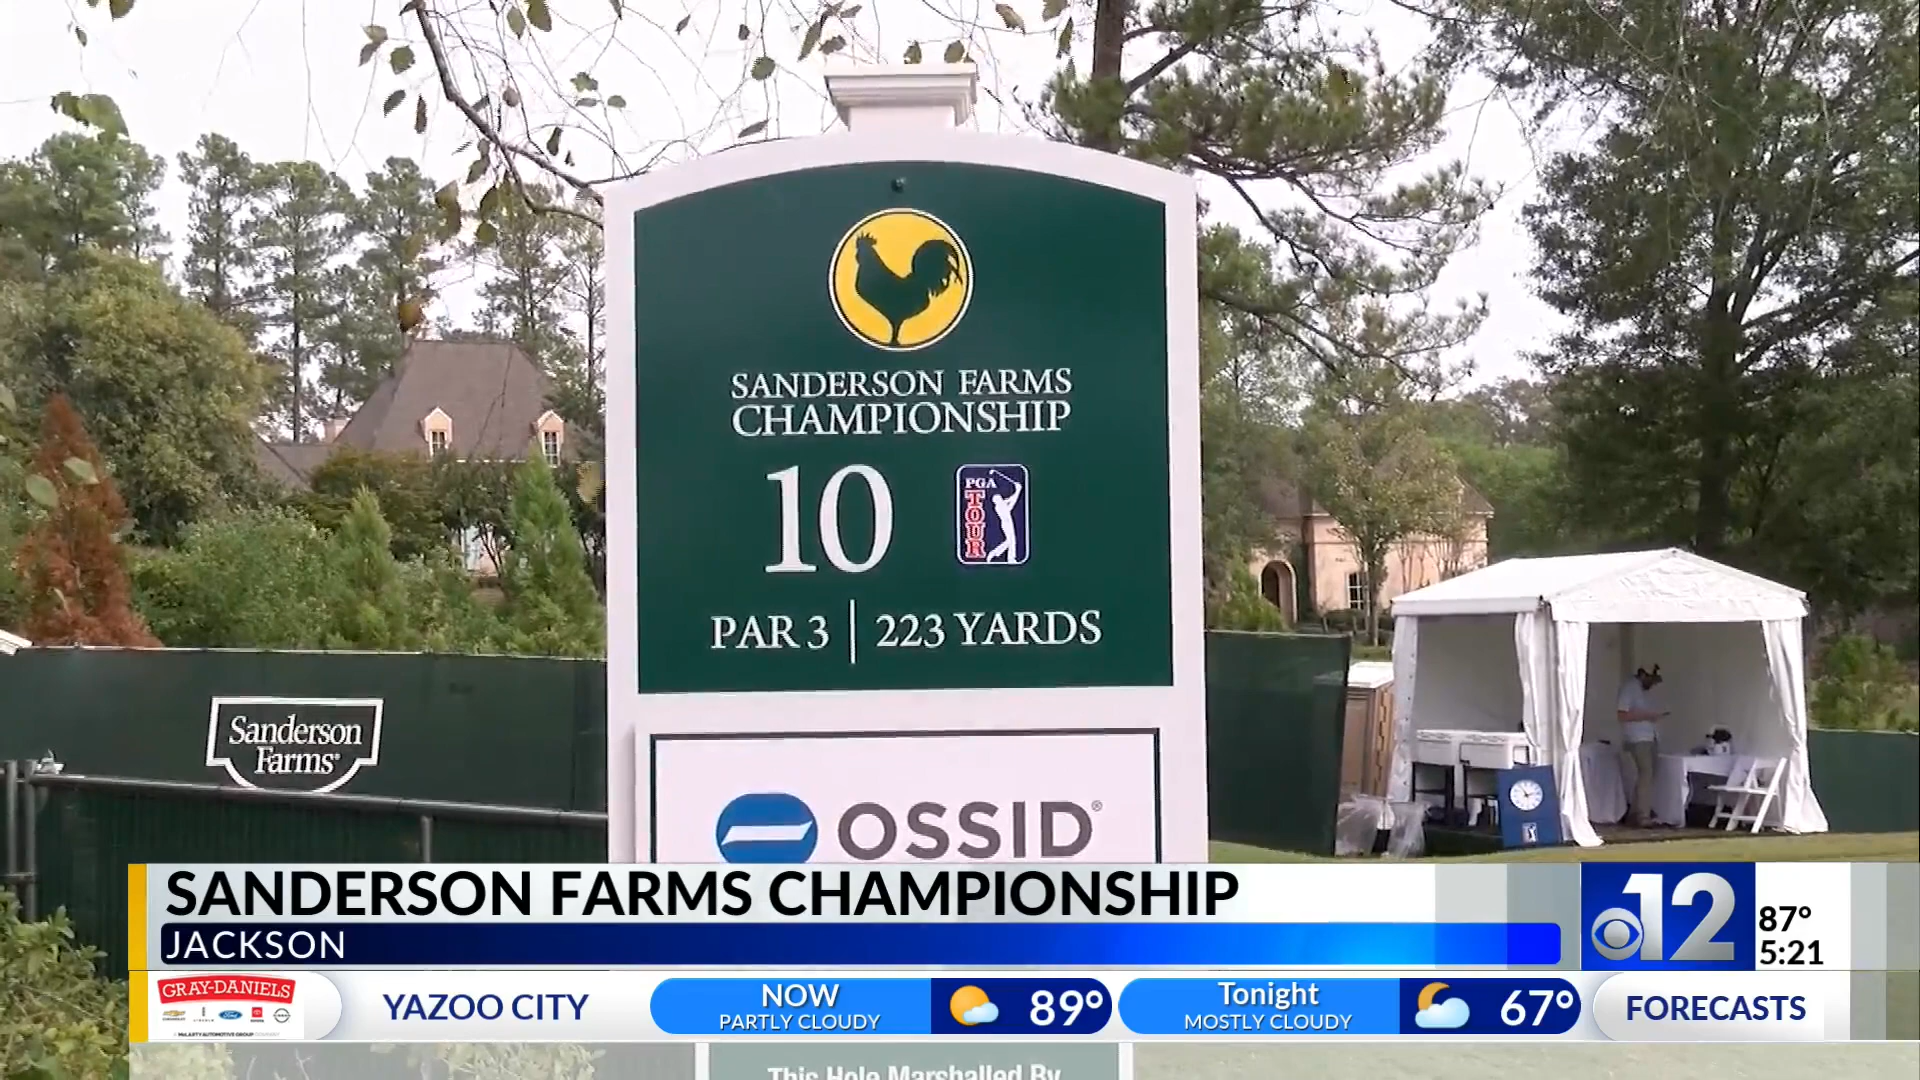 SANDERSON FARMS
CHAMPIONSHIP
10
PGA
TOUR
PAR 3 | 223 YARDS
Sanderson
Farms®
OSSID®
SANDERSON FARMS CHAMPIONSHIP
JACKSON
12
87°
5:21
GRAY-DANIELS
YAZOO CITY
NOW
PARTLY CLOUDY
89°
Tonight
MOSTLY CLOUDY
67°
FORECASTS
This Hole Marshalled By